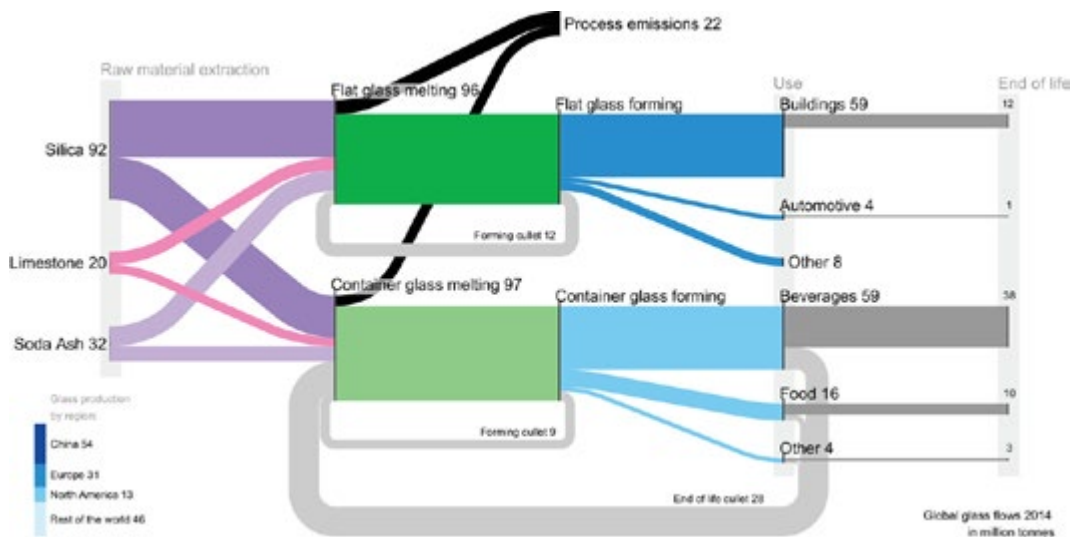 Process emissions 22
Raw material extraction
Flat glass melting 96
Flat glass forming
Use
Buildings 59
End of life
12
Silica 92
Automotive 4
1
Forming cullet 12
Limestone 20
Other 8
Container glass melting 97
Container glass forming
Beverages 59
38
Soda Ash 32
Food 16
10
Glass production
by region
China 54
Europe 31
North America 13
Rest of the world 46
Forming cullet 9
Other 4
3
End of life cullet 28
Global glass flows 2014
in million tonnes